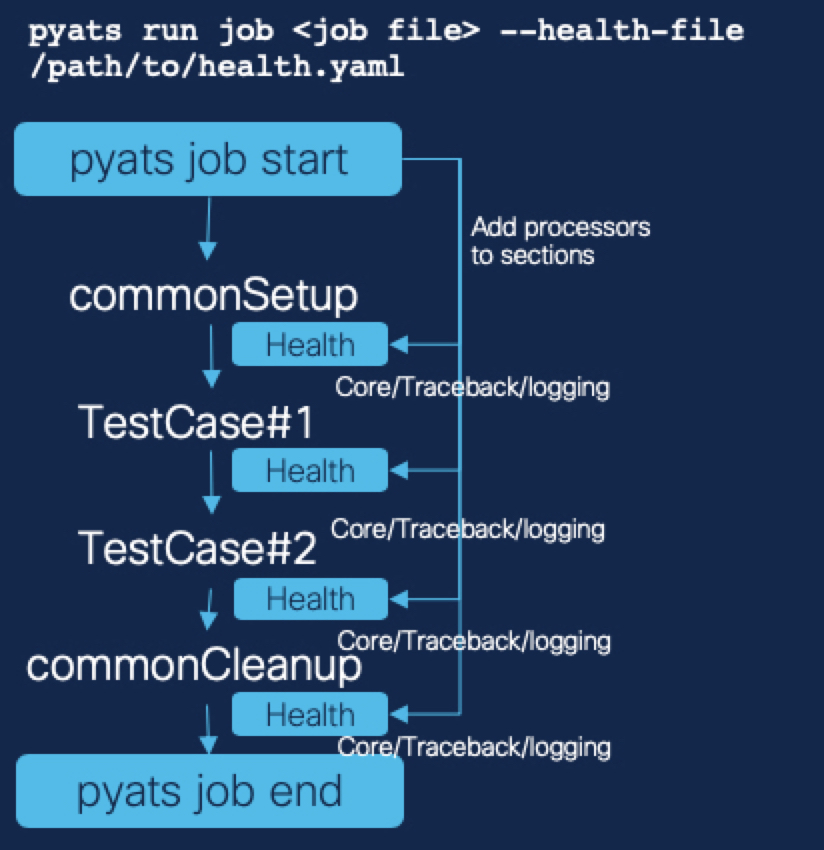 pyats run job <job file> --health-file
/path/to/health.yaml
pyats job start
Add processors
to sections
commonSetup
Health
Core/Traceback/logging
TestCase#1
Health
Core/Traceback/logging
TestCase#2
Health
Core/Traceback/logging
commonCleanup
Health
Core/Traceback/logging
pyats job end